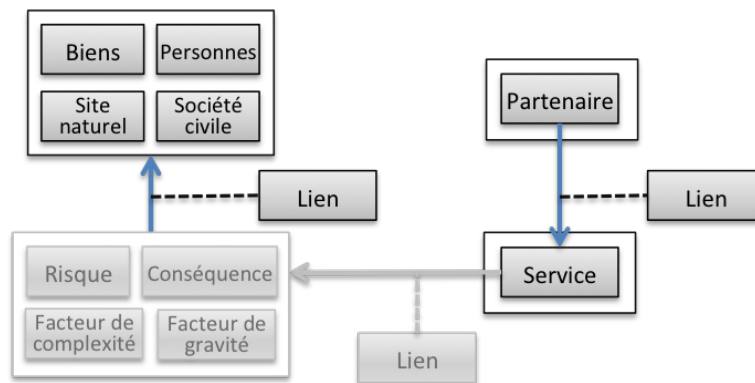 Biens
Personnes
Site
naturel
Société
civile
Partenaire
Lien
Lien
Risque
Conséquence
Service
Facteur de
complexité
Facteur de
gravité
Lien